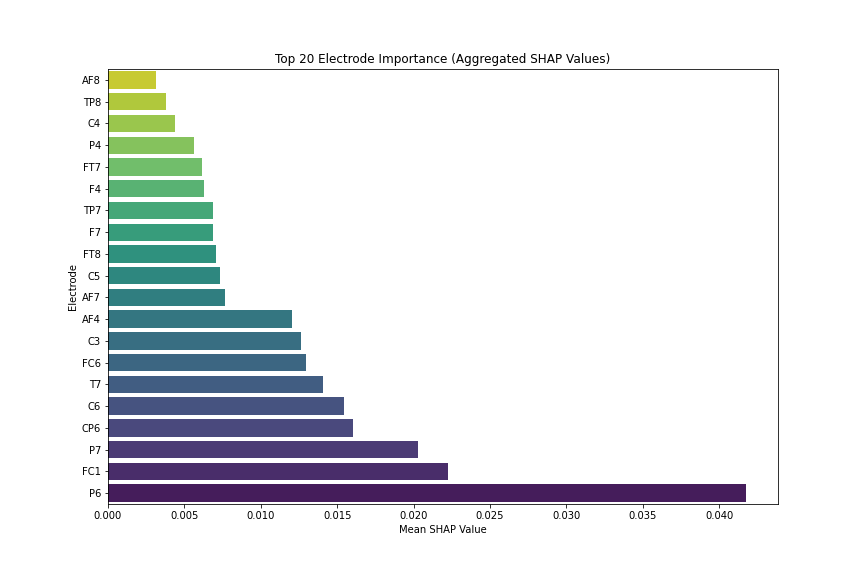 Top 20 Electrode Importance (Aggregated SHAP Values)
Electrode
AF8
TP8
C4
P4
FT7
F4
TP7
F7
FT8
C5
AF7
AF4
C3
FC6
T7
C6
CP6
P7
FC1
P6
0.000 0.005 0.010 0.015 0.020 0.025 0.030 0.035 0.040
Mean SHAP Value